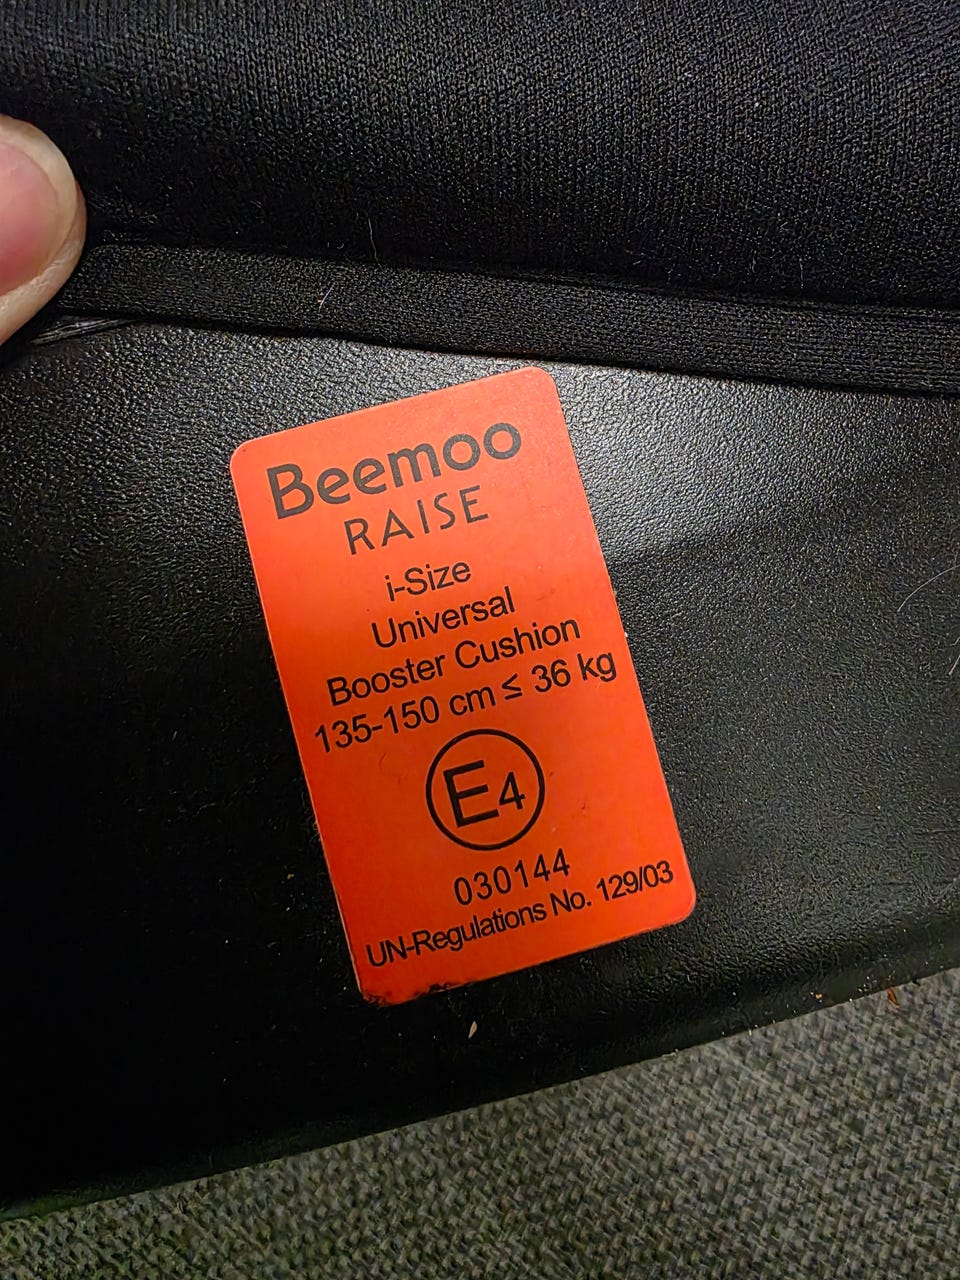 Beemoo
RAISE
i-Size
Universal
Booster Cushion
135-150 cm ≤ 36 kg
E4
030144
UN-Regulations No. 129/03